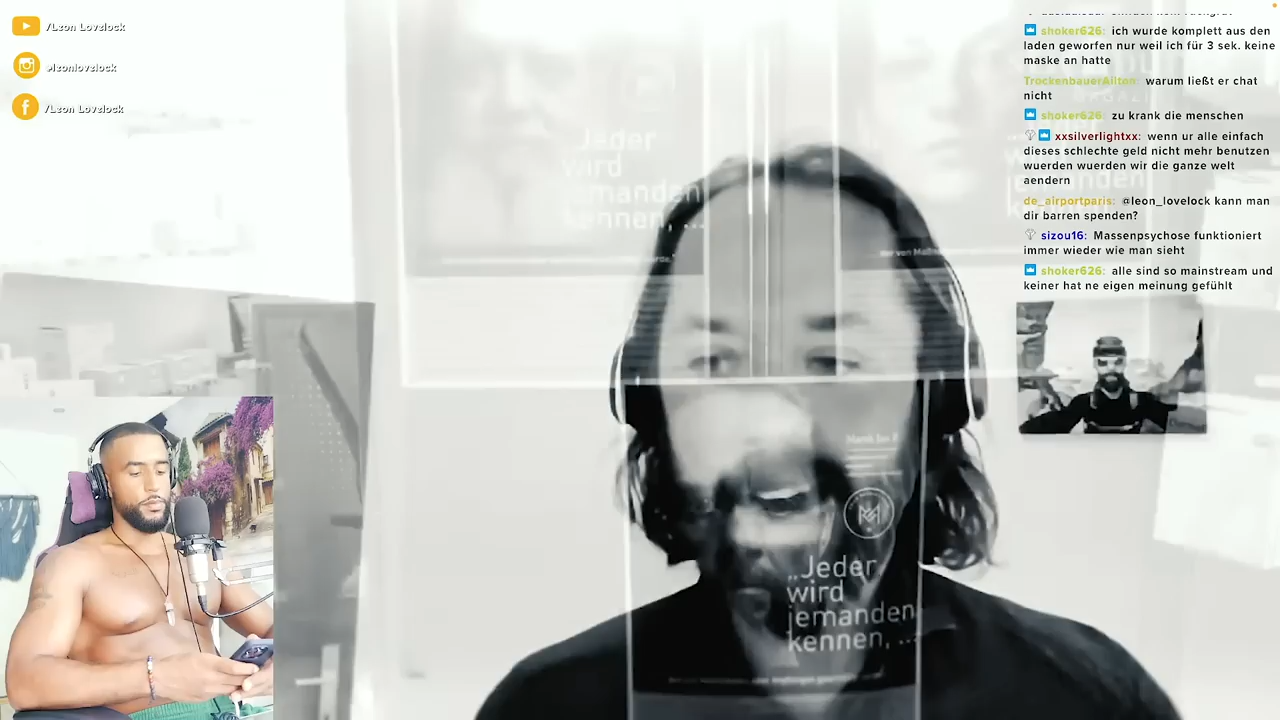 /Leon Lovelock
/leonlovelock
/Leon Lovelock
shoker626: ich wurde komplett aus den
laden geworfen nur weil ich für 3 sek. keine
maske an hatte
TrockenbauerAilton: warum ließt er chat
nicht
shoker626: zu krank die menschen
xxsilverlightxx: wenn ur alle einfach
dieses schlechte geld nicht mehr benutzen
wuerden wuerden wir die ganze welt
aendern
de_airportparis: @leon_lovelock kann man
dir barren spenden?
sizou16: Massenpsychose funktioniert
immer wieder wie man sieht
shoker626: alle sind so mainstream und
keiner hat ne eigen meinung gefühlt
„Jeder
wird
jemanden
kennen, ...
„Jeder
wird
jemanden
kennen, ...